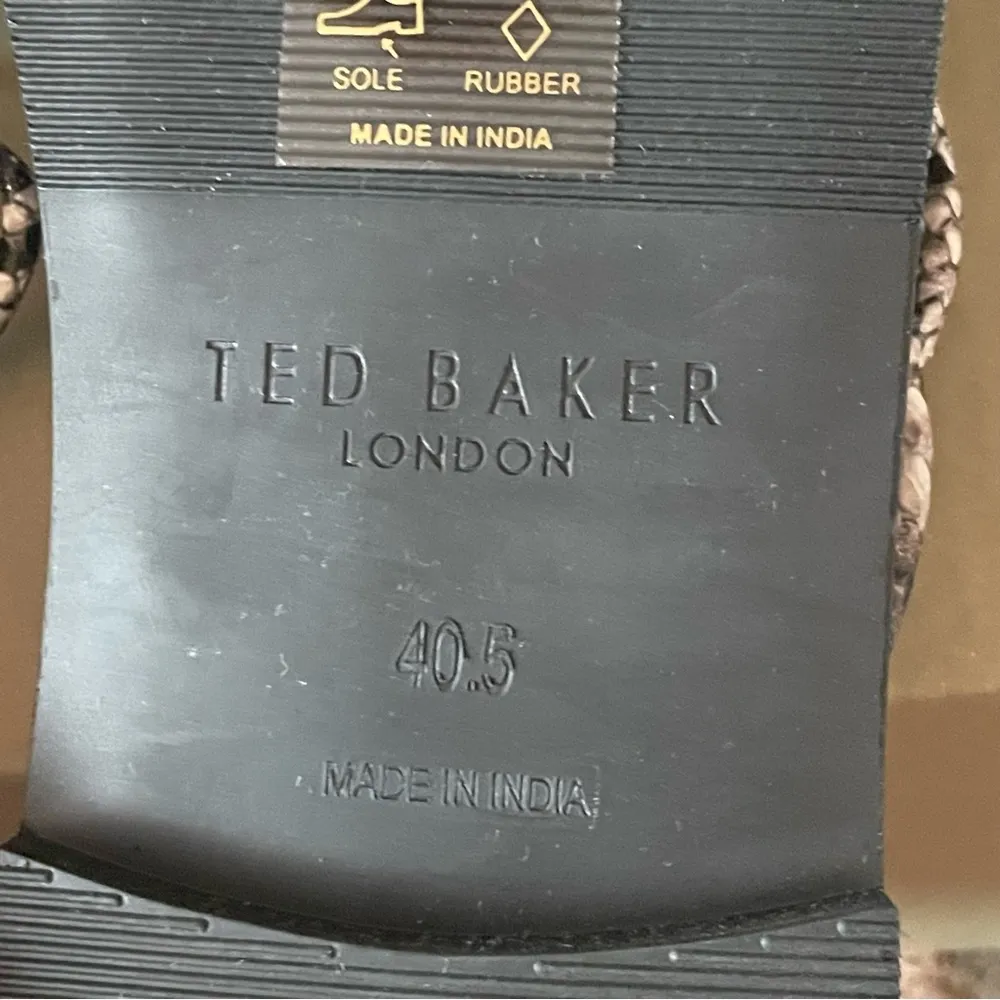 SOLE RUBBER
MADE IN INDIA
TED BAKER
LONDON
40.5
MADE IN INDIA